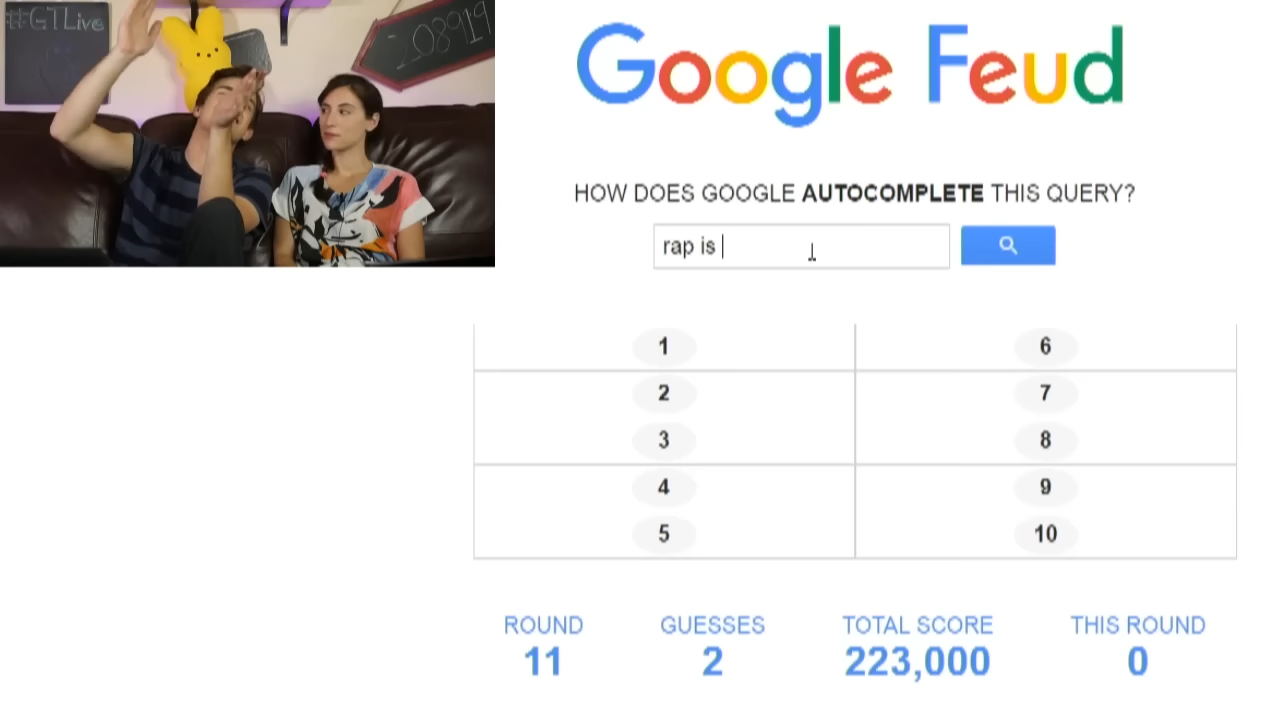 #GTLive
208919
Google Feud
HOW DOES GOOGLE AUTOCOMPLETE THIS QUERY?
rap is
1
6
2
7
3
8
4
9
5
10
ROUND
GUESSES
TOTAL SCORE
THIS ROUND
11
2
223,000
0